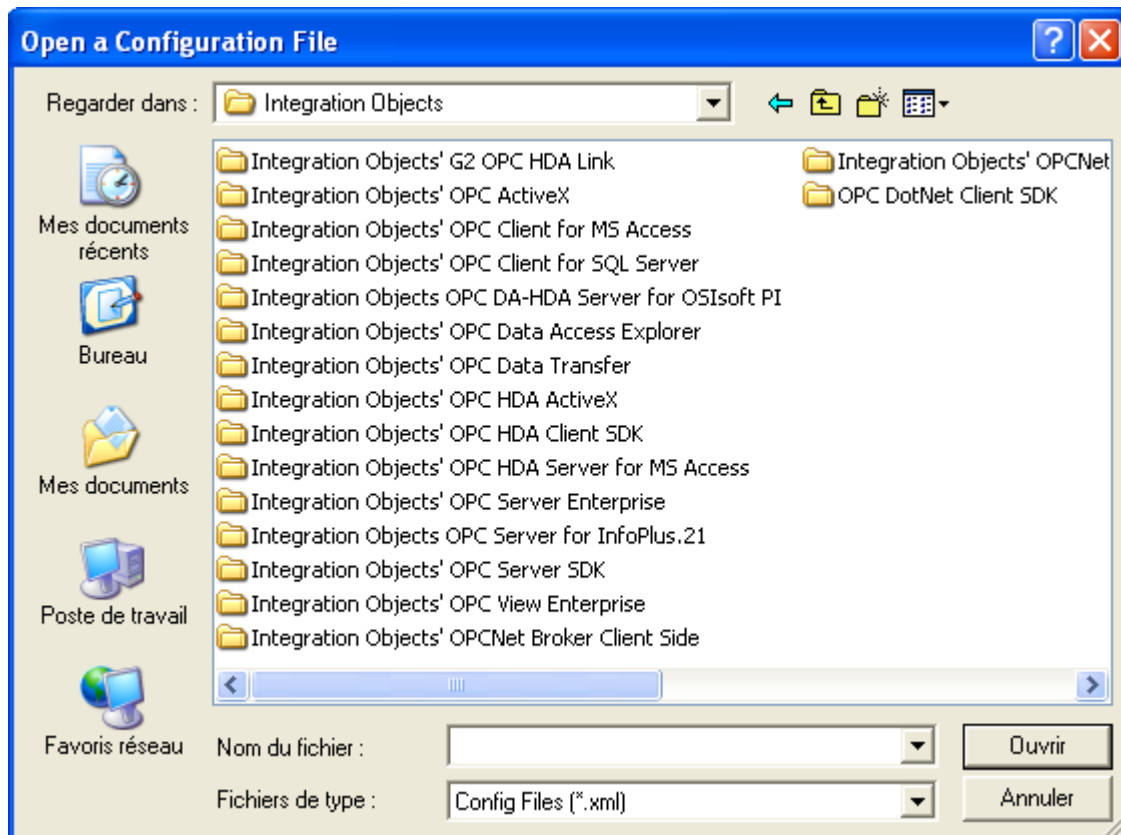 Open a Configuration File
Regarder dans :
Integration Objects
Mes documents
récents
Bureau
Mes documents
Poste de travail
Favoris réseau
Integration Objects' G2 OPC HDA Link
Integration Objects' OPC ActiveX
Integration Objects' OPC Client for MS Access
Integration Objects' OPC Client for SQL Server
Integration Objects OPC DA-HDA Server for OSIsoft PI
Integration Objects' OPC Data Access Explorer
Integration Objects' OPC Data Transfer
Integration Objects' OPC HDA ActiveX
Integration Objects' OPC HDA Client SDK
Integration Objects' OPC HDA Server for MS Access
Integration Objects' OPC Server Enterprise
Integration Objects OPC Server for InfoPlus.21
Integration Objects' OPC Server SDK
Integration Objects' OPC View Enterprise
Integration Objects' OPCNet Broker Client Side
Integration Objects' OPCNet
OPC DotNet Client SDK
Nom du fichier :
Ouvrir
Fichiers de type :
Config Files (*.xml)
Annuler